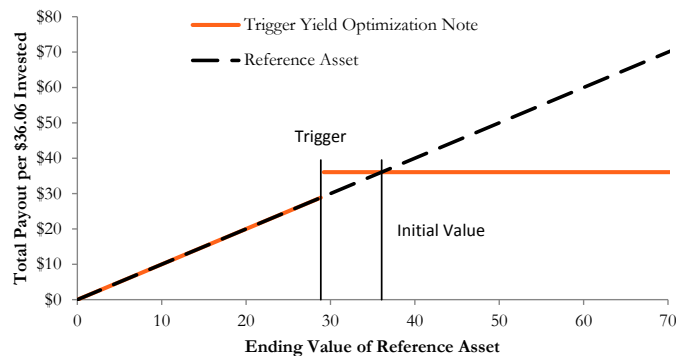 Total Payout per $36.06 Invested
$80
$70
$60
$50
$40
$30
$20
$10
$0
Trigger Yield Optimization Note
Reference Asset
Trigger
Initial Value
0 10 20 30 40 50 60 70
Ending Value of Reference Asset